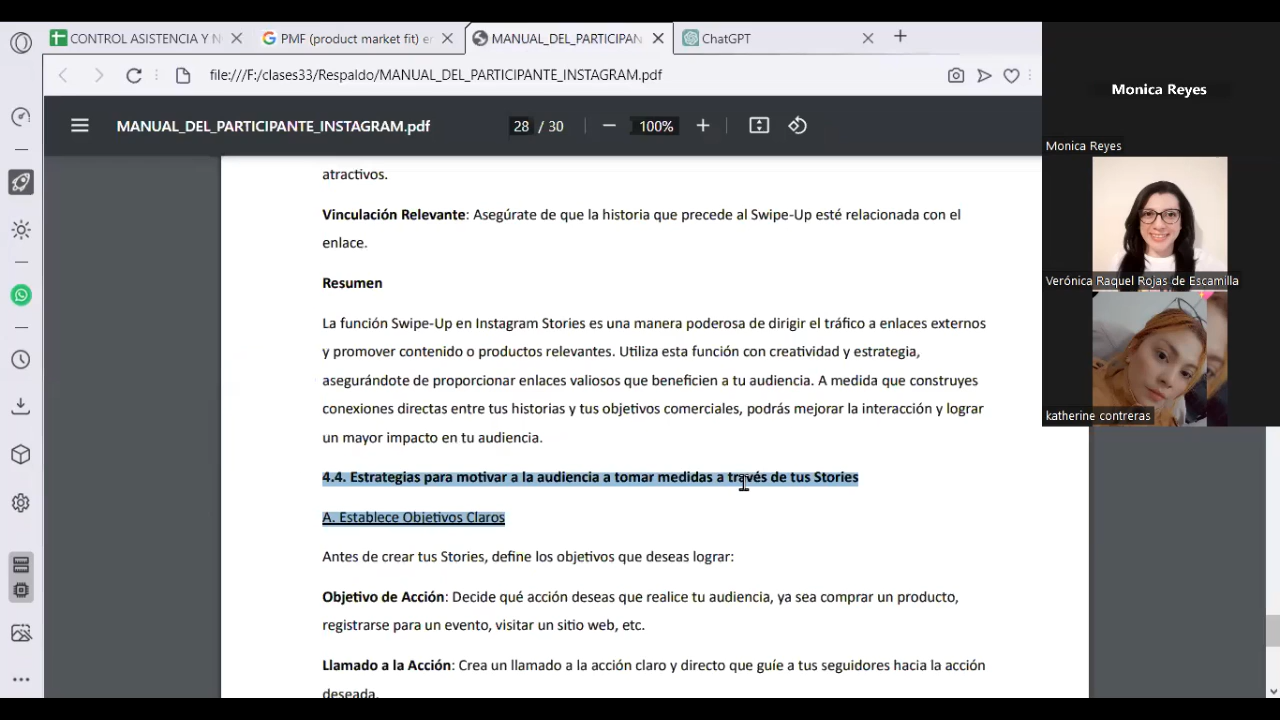 CONTROL ASISTENCIA Y N
PMF (product market fit) e
MANUAL_DEL_PARTICIPAN
ChatGPT
file:///F:/clases33/Respaldo/MANUAL_DEL_PARTICIPANTE_INSTAGRAM.pdf
MANUAL_DEL_PARTICIPANTE_INSTAGRAM.pdf
28 / 30
100%
atractivos.
Vinculación Relevante: Asegúrate de que la historia que precede al Swipe-Up esté relacionada con el
enlace.
Resumen
La función Swipe-Up en Instagram Stories es una manera poderosa de dirigir el tráfico a enlaces externos
y promover contenido o productos relevantes. Utiliza esta función con creatividad y estrategia,
asegurándote de proporcionar enlaces valiosos que beneficien a tu audiencia. A medida que construyes
conexiones directas entre tus historias y tus objetivos comerciales, podrás mejorar la interacción y lograr
un mayor impacto en tu audiencia.
4.4. Estrategias para motivar a la audiencia a tomar medidas a través de tus Stories
A. Establece Objetivos Claros
Antes de crear tus Stories, define los objetivos que deseas lograr:
Objetivo de Acción: Decide qué acción deseas que realice tu audiencia, ya sea comprar un producto,
registrarse para un evento, visitar un sitio web, etc.
Llamado a la Acción: Crea un llamado a la acción claro y directo que guíe a tus seguidores hacia la acción
deseada.
Monica Reyes
Monica Reyes
Verónica Raquel Rojas de Escamilla
katherine contreras